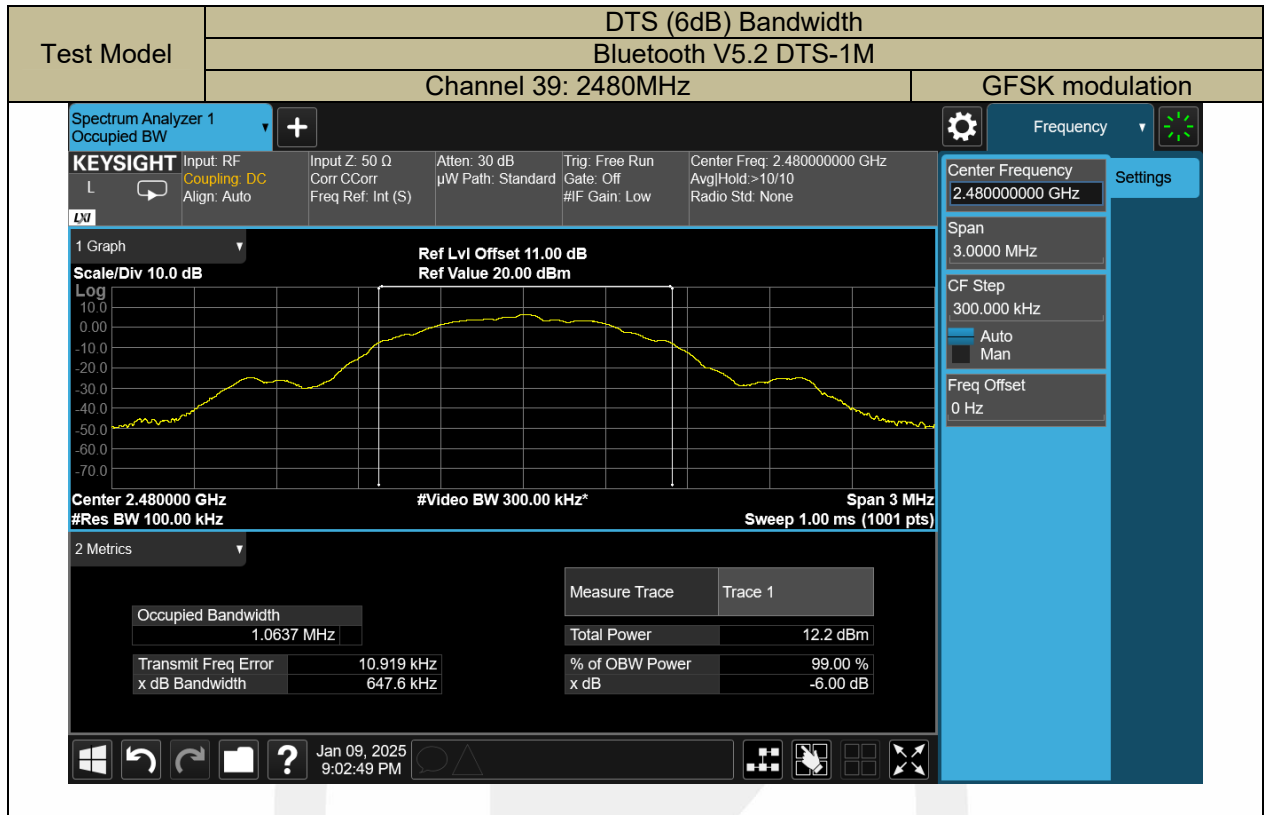 DTS (6dB) Bandwidth
Test Model
Bluetooth V5.2 DTS-1M
Channel 39: 2480MHz
GFSK modulation
Spectrum Analyzer 1
Occupied BW
Frequency
KEYSIGHT
L
LXI
Input: RF
Coupling: DC
Align: Auto
Input Z: 50 Ω
Corr CCorr
Freq Ref: Int (S)
Atten: 30 dB
µW Path: Standard
Trig: Free Run
Gate: Off
#IF Gain: Low
Center Freq: 2.480000000 GHz
Avg|Hold:>10/10
Radio Std: None
Center Frequency
2.480000000 GHz
Settings
Span
3.0000 MHz
CF Step
300.000 kHz
Auto
Man
Freq Offset
0 Hz
1 Graph
Scale/Div 10.0 dB
Ref Lvl Offset 11.00 dB
Ref Value 20.00 dBm
Log
10.0
0.00
-10.0
-20.0
-30.0
-40.0
-50.0
-60.0
-70.0
Center 2.480000 GHz
#Video BW 300.00 kHz*
Span 3 MHz
#Res BW 100.00 kHz
Sweep 1.00 ms (1001 pts)
2 Metrics
Measure Trace
Trace 1
Occupied Bandwidth
1.0637 MHz
Total Power
12.2 dBm
Transmit Freq Error
10.919 kHz
% of OBW Power
99.00 %
x dB Bandwidth
647.6 kHz
x dB
-6.00 dB
?
Jan 09, 2025
9:02:49 PM